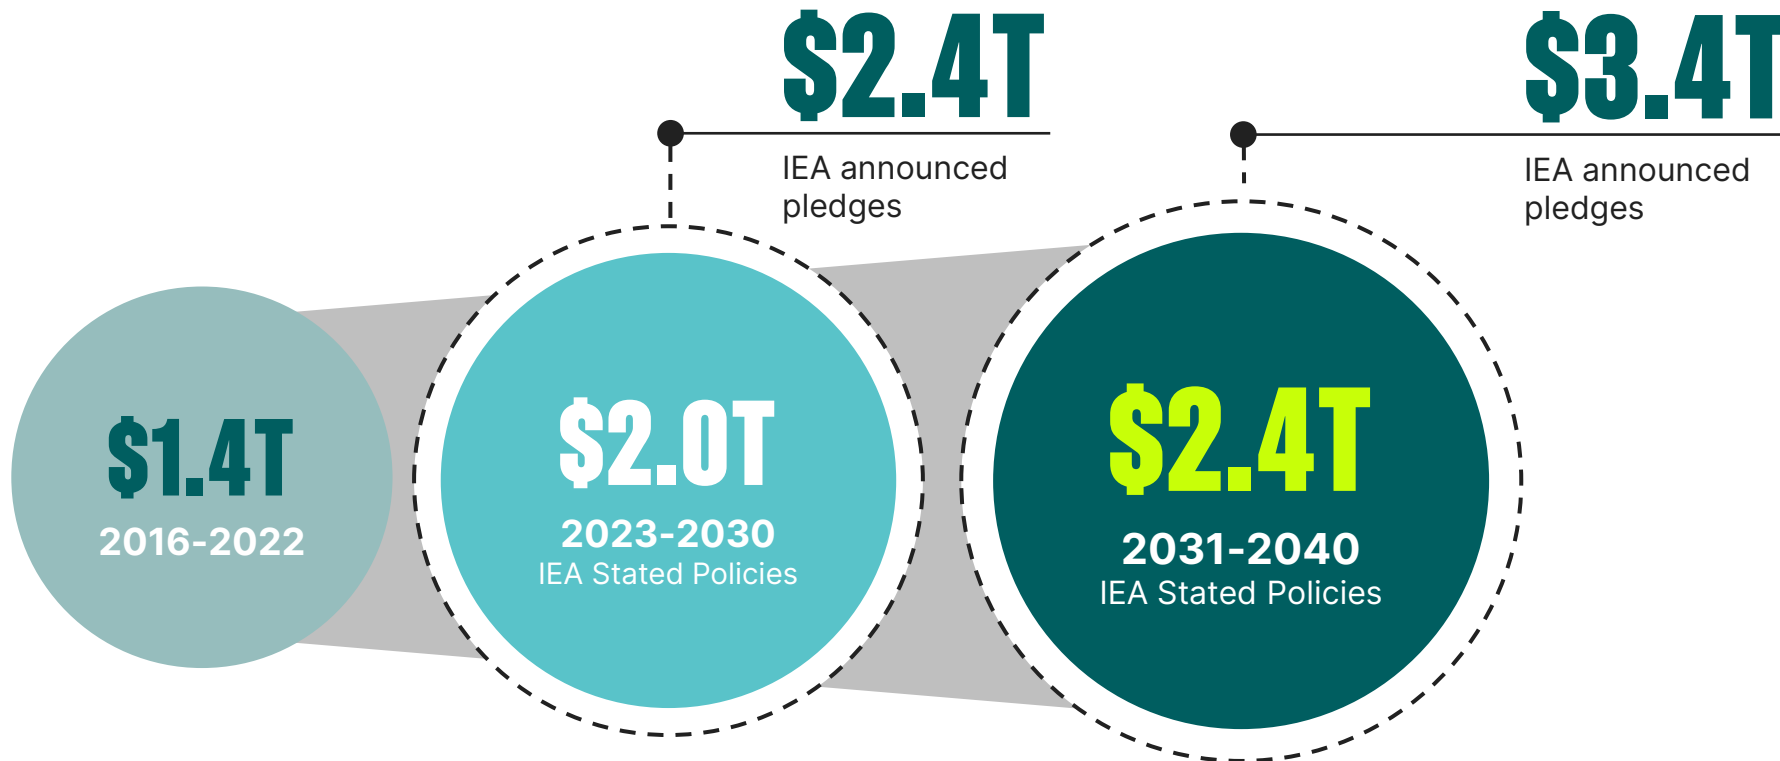 $2.4T
IEA announced
pledges
$3.4T
IEA announced
pledges
$1.4T
2016-2022
$2.0T
2023-2030
IEA Stated Policies
$2.4T
2031-2040
IEA Stated Policies